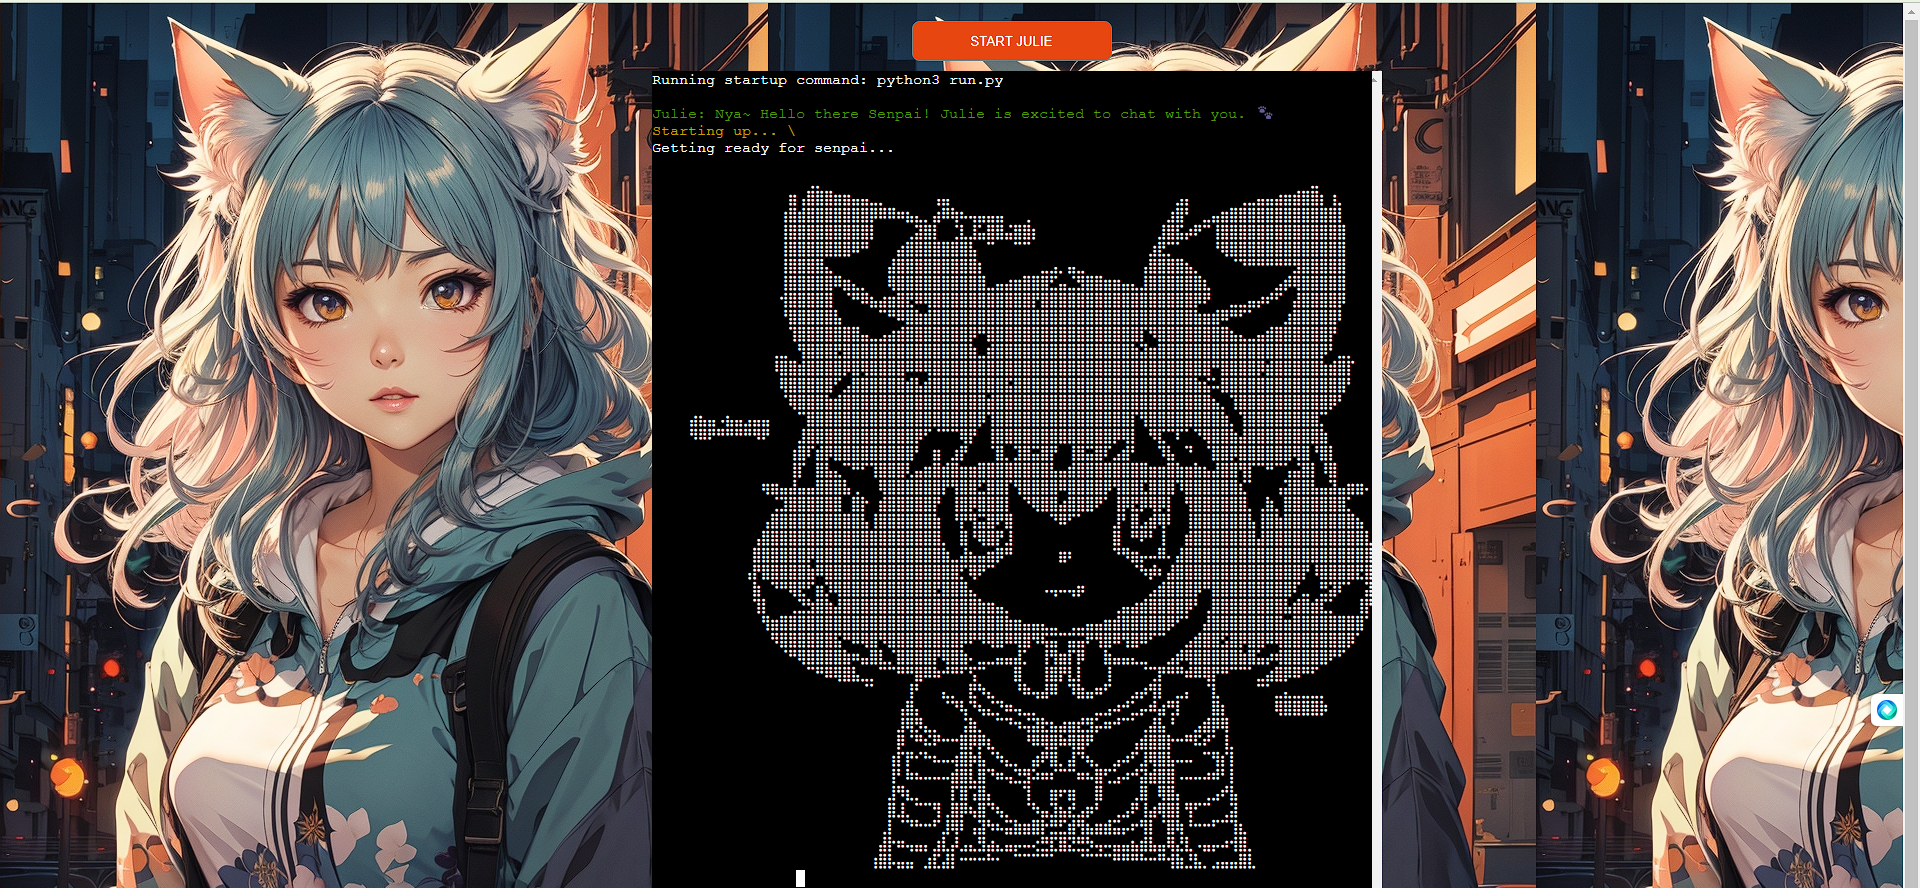 START JULIE
Running startup command: python3 run.py
Julie: Nya~ Hello there Senpai! Julie is excited to chat with you. 🐾
Starting up... \
Getting ready for senpai...